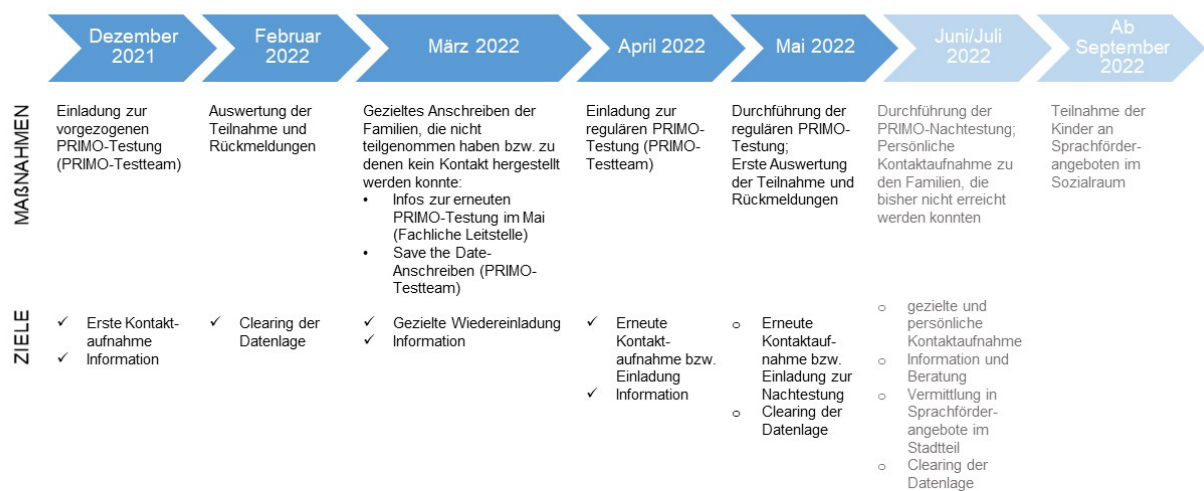 Dezember
2021
Februar
2022
März 2022
April 2022
Mai 2022
Juni/Juli
2022
Ab
September
2022
MAßNAHMEN
Einladung zur
vorgezogenen
PRIMO-Testung
(PRIMO-Testteam)
Auswertung der
Teilnahme und
Rückmeldungen
Gezieltes Anschreiben der
Familien, die nicht
teilgenommen haben bzw. zu
denen kein Kontakt hergestellt
werden konnte:
• Infos zur erneuten
PRIMO-Testung im Mai
(Fachliche Leitstelle)
• Save the Date-
Anschreiben (PRIMO-
Testteam)
Einladung zur
regulären PRIMO-
Testung (PRIMO-
Testteam)
Durchführung der
regulären PRIMO-
Testung;
Erste Auswertung
der Teilnahme und
Rückmeldungen
Durchführung der
PRIMO-Nachtestung;
Persönliche
Kontaktaufnahme zu
den Familien, die
bisher nicht erreicht
werden konnten
Teilnahme der
Kinder an
Sprachförder-
angeboten im
Sozialraum
ZIELE
✓ Erste Kontakt-
aufnahme
✓ Information
✓ Clearing der
Datenlage
✓ Gezielte Wiedereinladung
✓ Information
✓ Erneute
Kontakt-
aufnahme bzw.
Einladung
✓ Information
o Erneute
Kontaktauf-
nahme bzw.
Einladung zur
Nachtestung
o Clearing der
Datenlage
o gezielte und
persönliche
Kontaktaufnahme
o Information und
Beratung
o Vermittlung in
Sprachförder-
angebote im
Stadtteil
o Clearing der
Datenlage